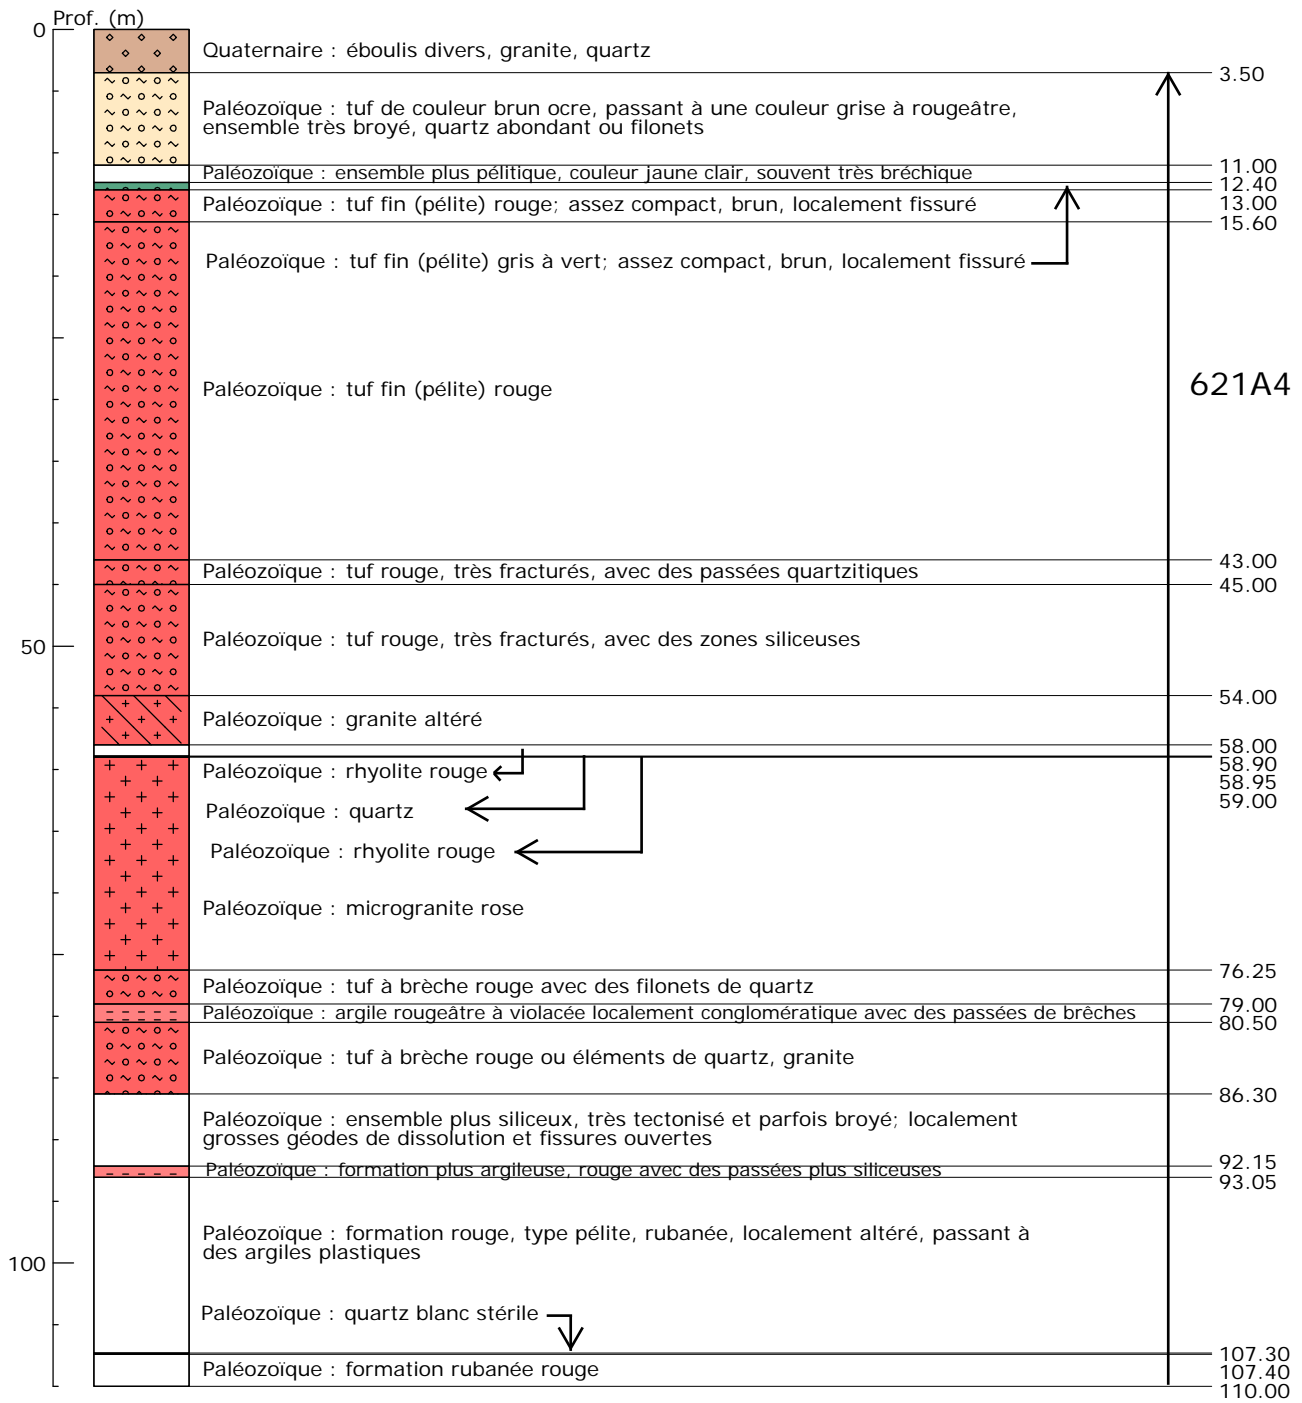 Prof. (m)
0
Quaternaire : éboulis divers, granite, quartz
3.50
Paléozoïque : tuf de couleur brun ocre, passant à une couleur grise à rougeâtre,
ensemble très broyé, quartz abondant ou filonets
11.00
Paléozoïque : ensemble plus pélitique, couleur jaune clair, souvent très bréchique
12.40
13.00
Paléozoïque : tuf fin (pélite) rouge; assez compact, brun, localement fissuré
15.60
Paléozoïque : tuf fin (pélite) gris à vert; assez compact, brun, localement fissuré
621A4
Paléozoïque : tuf fin (pélite) rouge
43.00
Paléozoïque : tuf rouge, très fracturés, avec des passées quartzitiques
45.00
50
Paléozoïque : tuf rouge, très fracturés, avec des zones siliceuses
54.00
Paléozoïque : granite altéré
58.00
58.90
Paléozoïque : rhyolite rouge
58.95
59.00
Paléozoïque : quartz
Paléozoïque : rhyolite rouge
Paléozoïque : microgranite rose
76.25
Paléozoïque : tuf à brèche rouge avec des filonets de quartz
79.00
Paléozoïque : argile rougeâtre à violacée localement conglomératique avec des passées de brêches
80.50
Paléozoïque : tuf à brèche rouge ou éléments de quartz, granite
86.30
Paléozoïque : ensemble plus siliceux, très tectonisé et parfois broyé; localement
grosses géodes de dissolution et fissures ouvertes
92.15
Paléozoïque : formation plus argileuse, rouge avec des passées plus siliceuses
93.05
Paléozoïque : formation rouge, type pélite, rubanée, localement altéré, passant à
des argiles plastiques
100
Paléozoïque : quartz blanc stérile
107.30
107.40
Paléozoïque : formation rubanée rouge
110.00